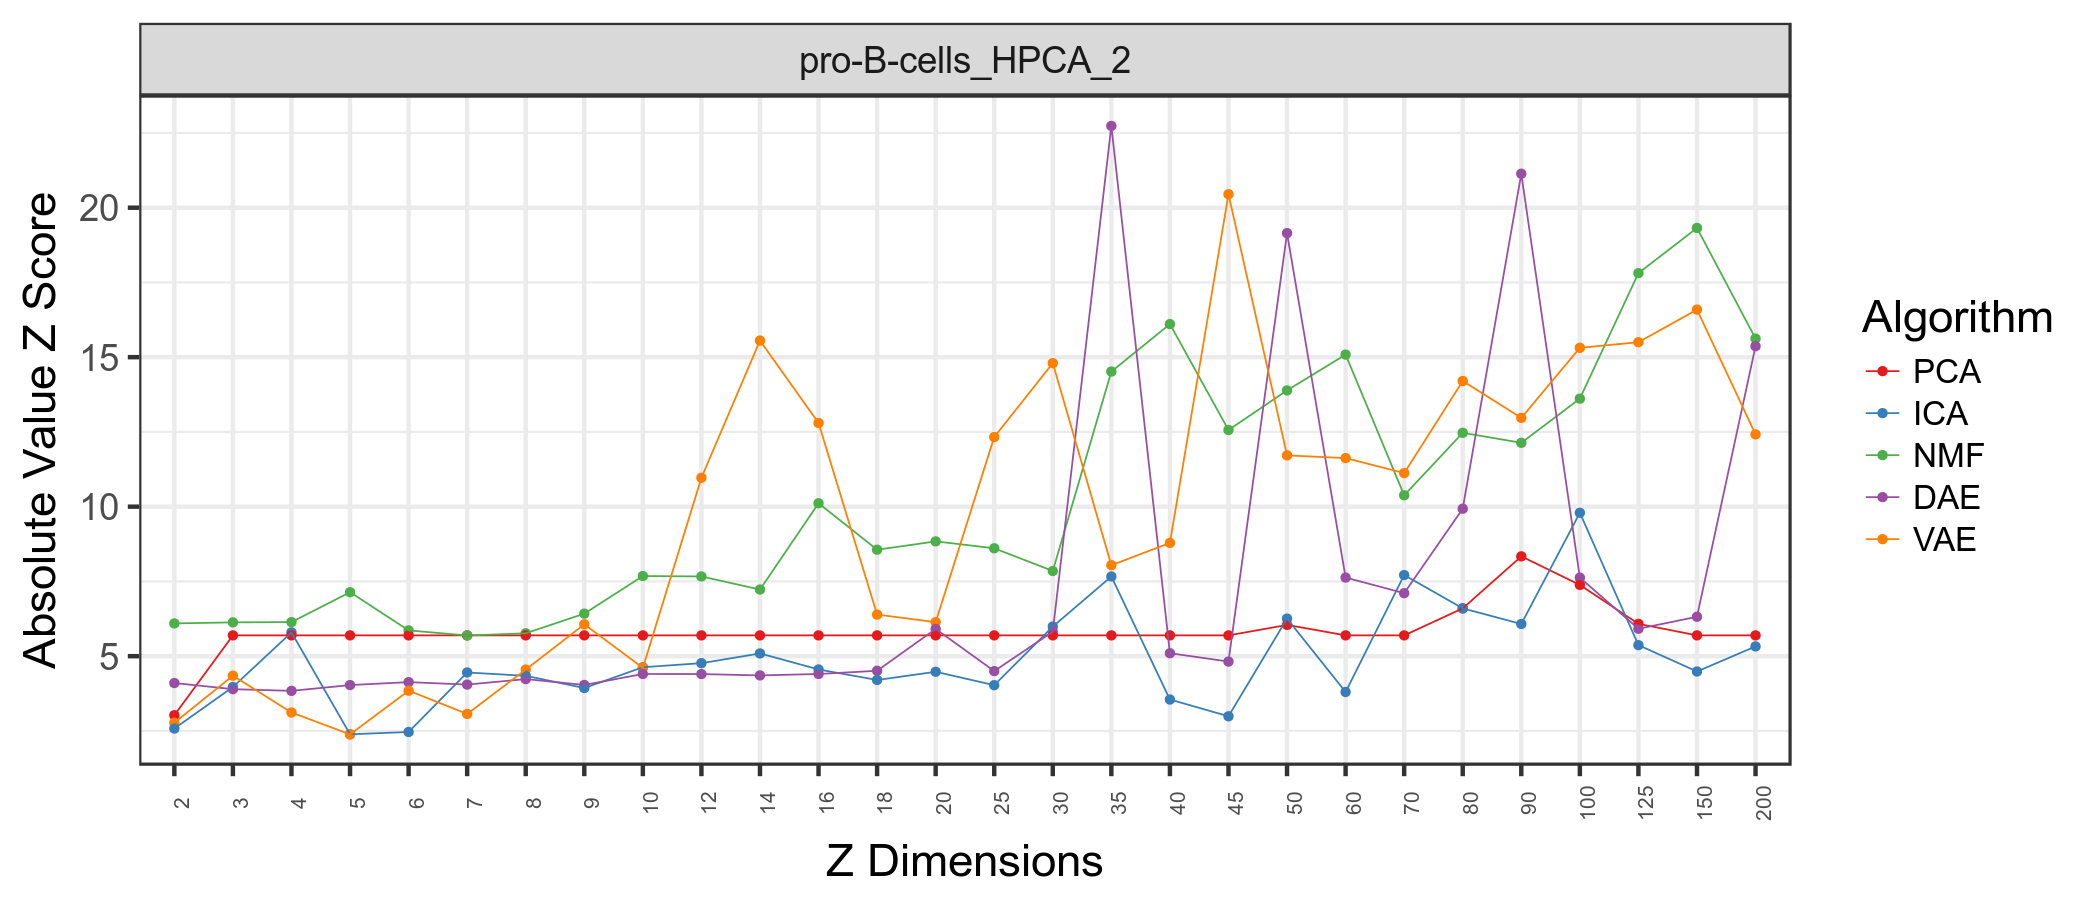 pro-B-cells_HPCA_2
Absolute Value Z Score
20
15
10
5
2 3 4 5 6 7 8 9 10 12 14 16 18 20 25 30 35 40 45 50 60 70 80 90 100 125 150 200
Z Dimensions
Algorithm
PCA
ICA
NMF
DAE
VAE